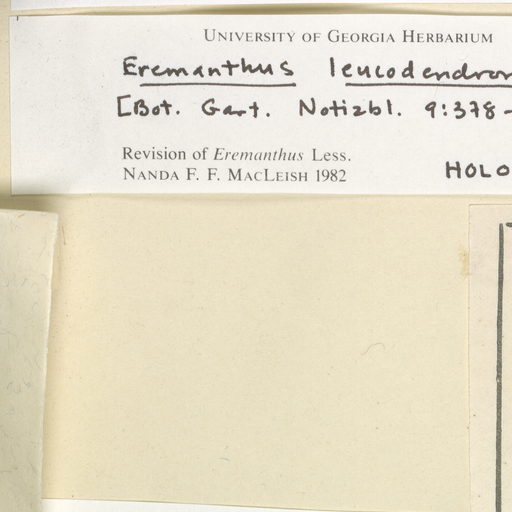 UNIVERSITY OF GEORGIA HERBARIUM
Eremanthus leucodendron
[Bot. Gart. Notizbl. 9:378-
Revision of Eremanthus Less.
NANDA F. F. MACLEISH 1982
HOLO